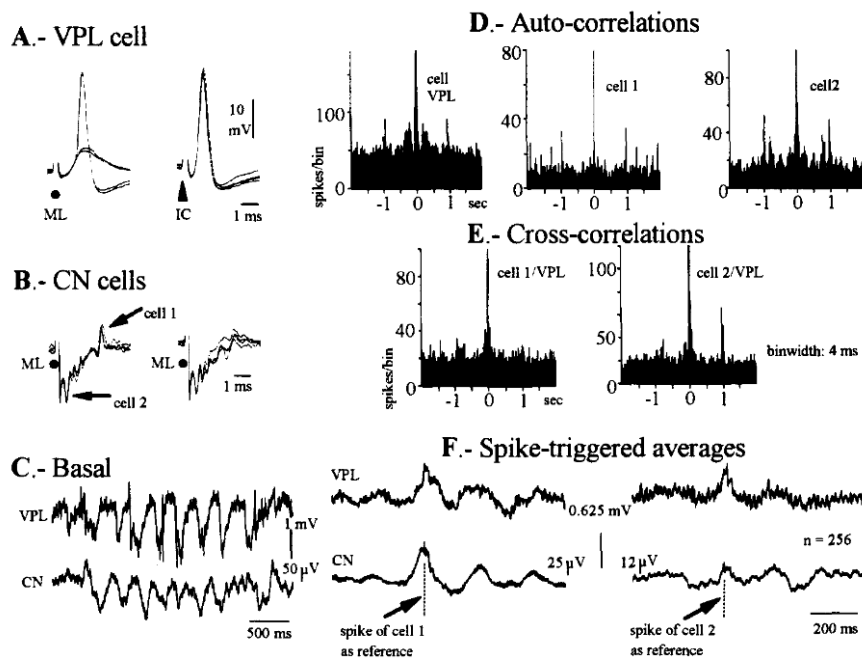 A.- VPL cell
10
mV
ML
IC
1 ms
B.- CN cells
cell 1
ML
cell 2
ML
1 ms
C.- Basal
VPL
1 mV
CN
50 µV
500 ms
D.- Auto-correlations
spikes/bin
100
0
cell
VPL
-1 0 1 sec
80
40
20
0
cell 1
-1 0 1
80
40
20
0
cell2
-1 0 1
E.- Cross-correlations
spikes/bin
80
40
20
0
cell 1/VPL
-1 0 1 sec
100
50
25
0
cell 2/VPL
-1 0 1
binwidth: 4 ms
F.- Spike-triggered averages
VPL
0.625 mV
CN
25 µV
12 µV
n = 256
spike of cell 1
as reference
spike of cell 2
as reference
200 ms